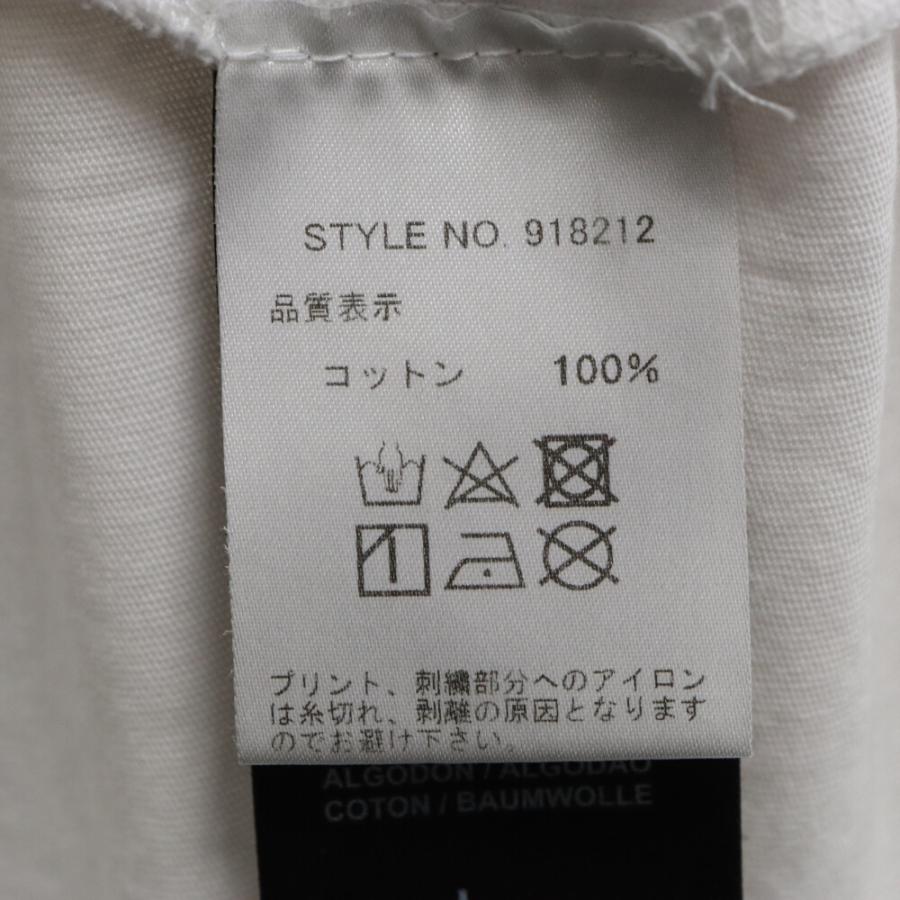 STYLE NO. 918212
品質表示
コットン 100%
プリント、刺繍部分へのアイロン
は糸切れ、剥離の原因となります
のでお避け下さい。
ALGODON / ALGODAO
COTON / BAUMWOLLE